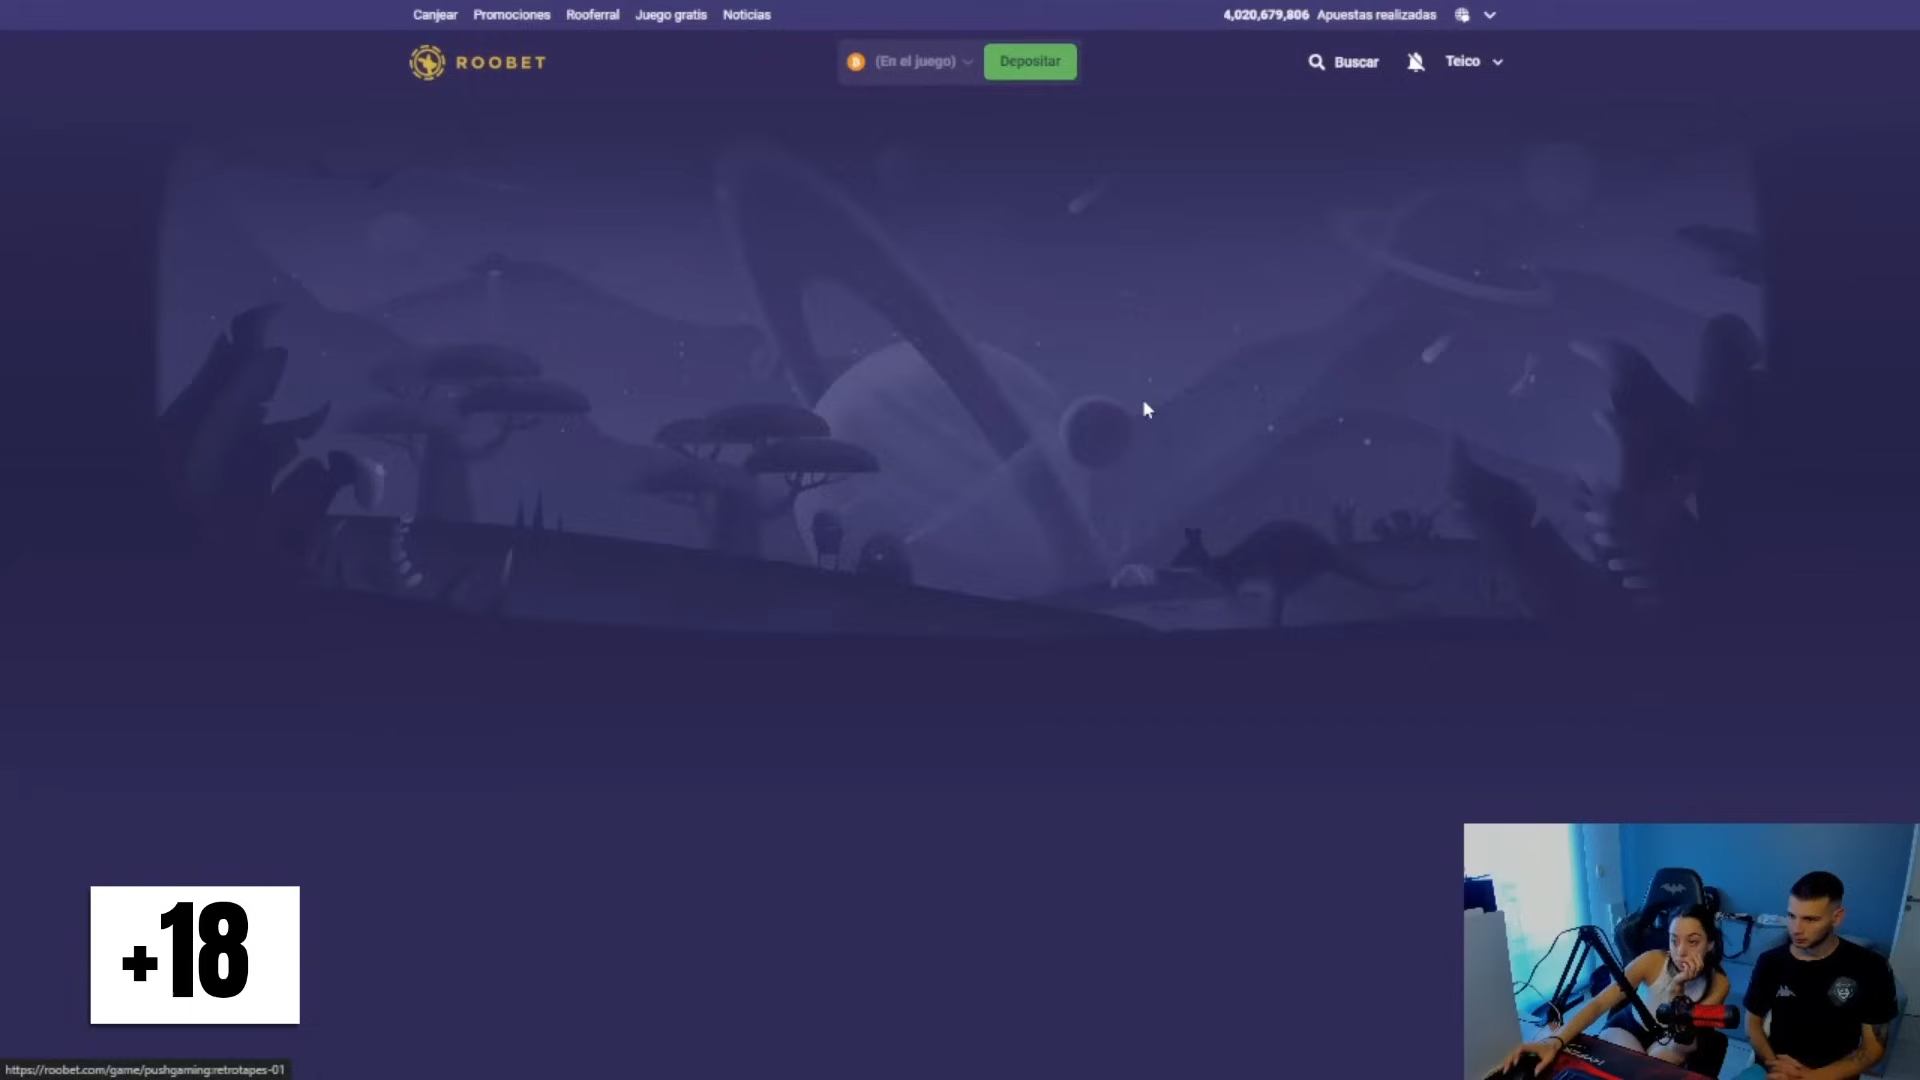 Canjear Promociones Rooferral Juego gratis Noticias
4,020,679,806 Apuestas realizadas
ROOBET
(En el juego)
Depositar
Buscar
Teico
+18
https://roobet.com/game/pushgaming:retrotapes-01